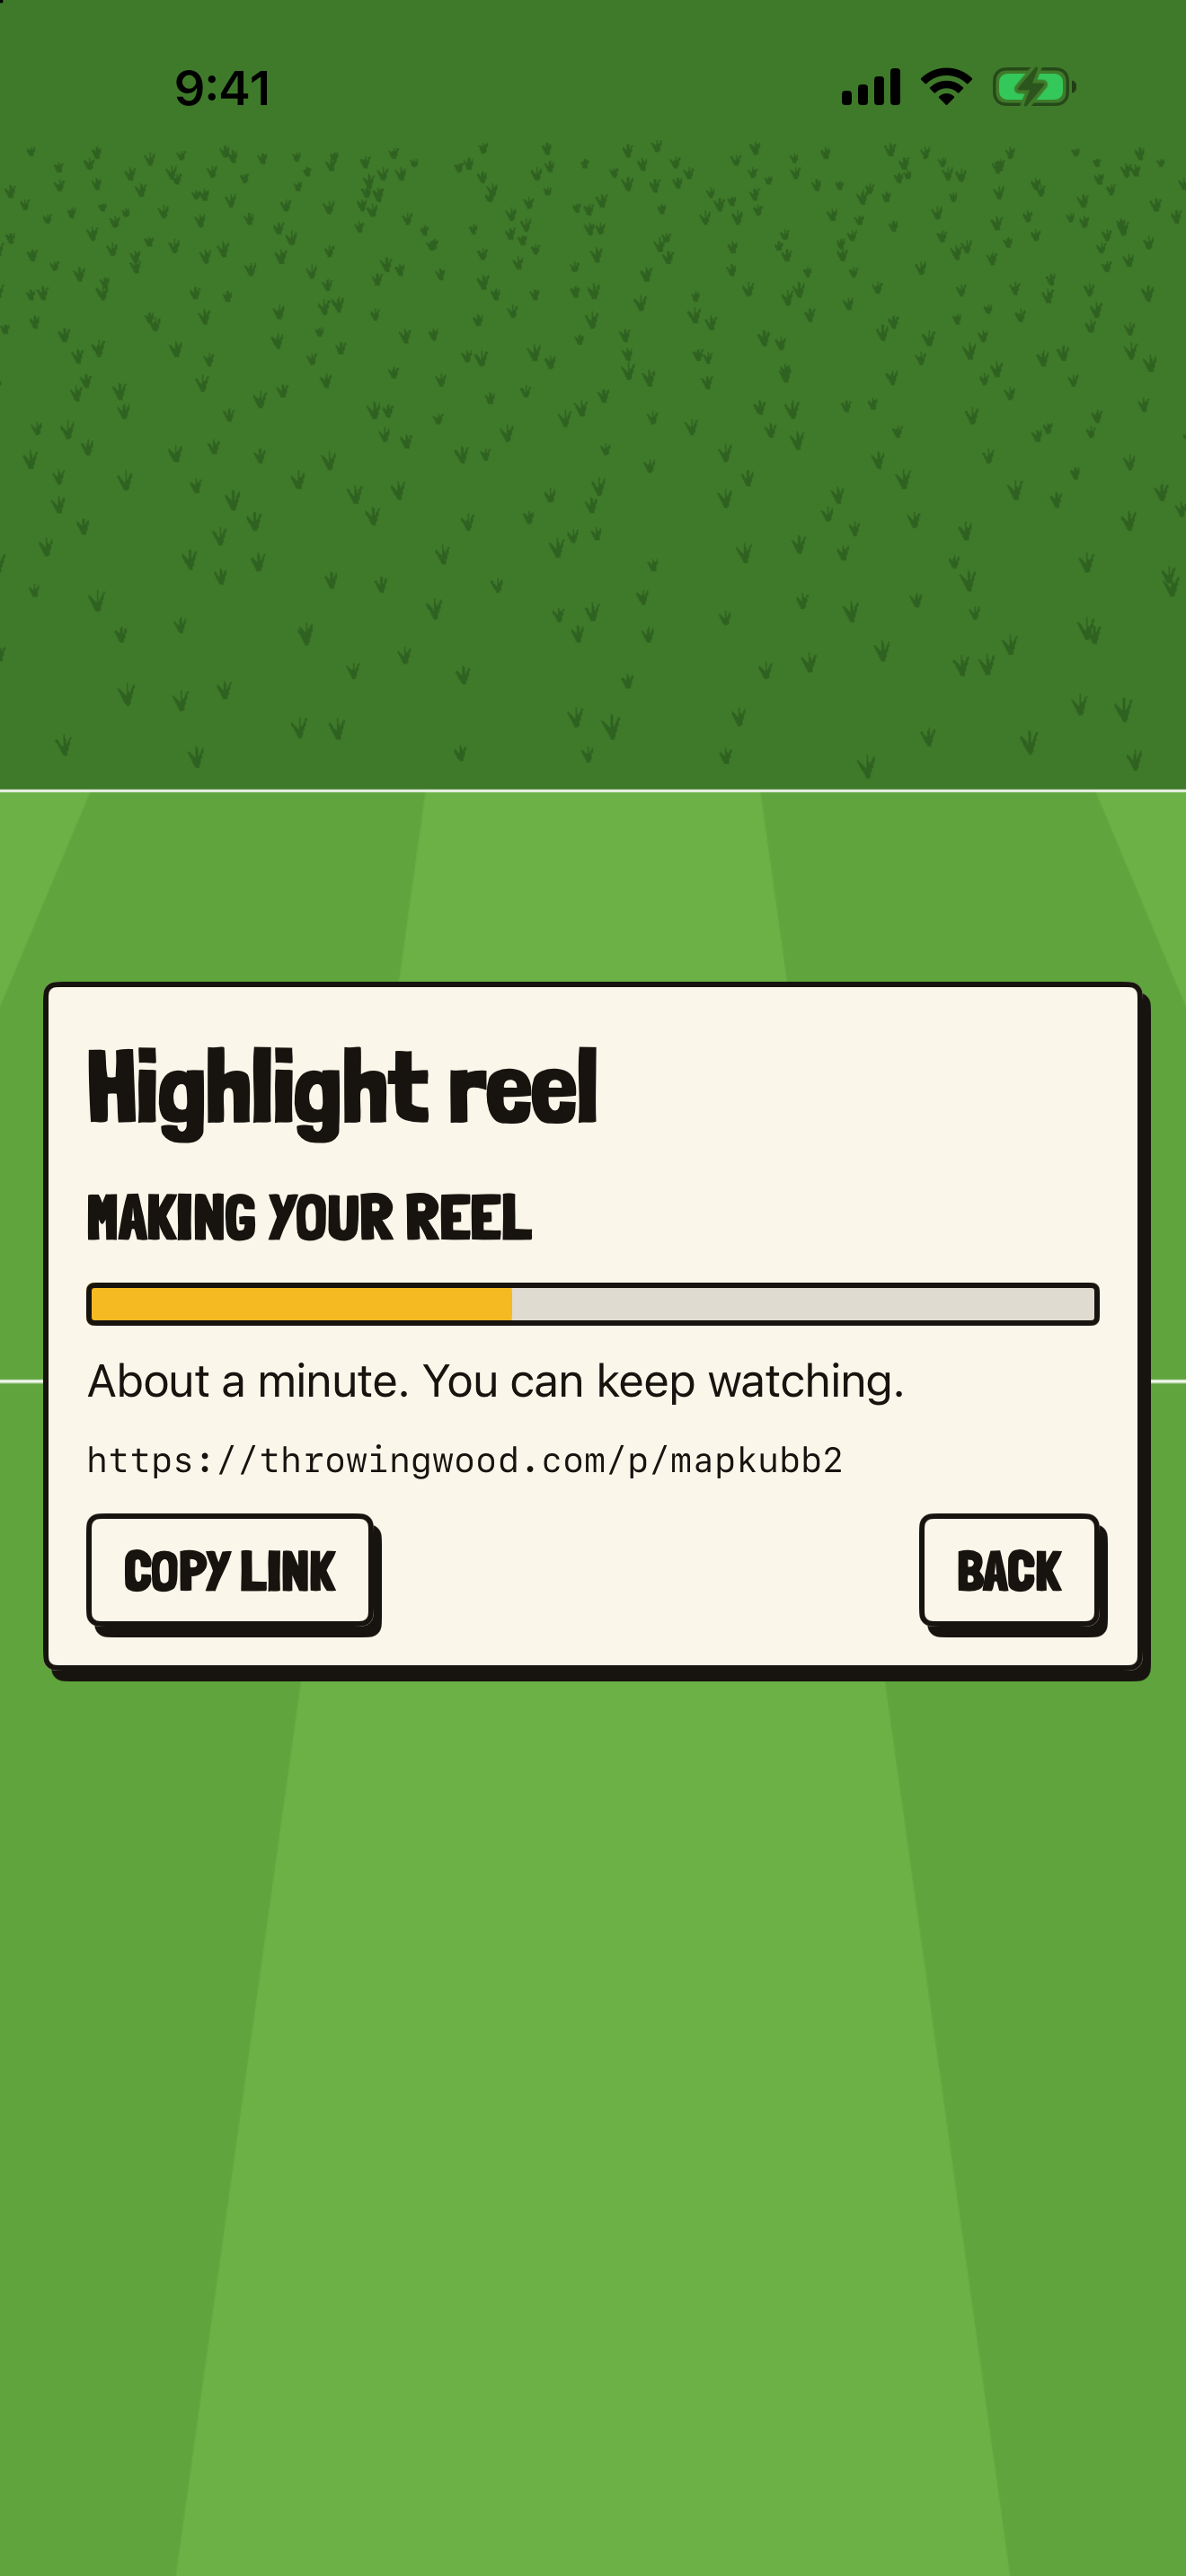 9:41
Highlight reel
MAKING YOUR REEL
About a minute. You can keep watching.
https://throwingwood.com/p/mapkubb2
COPY LINK
BACK